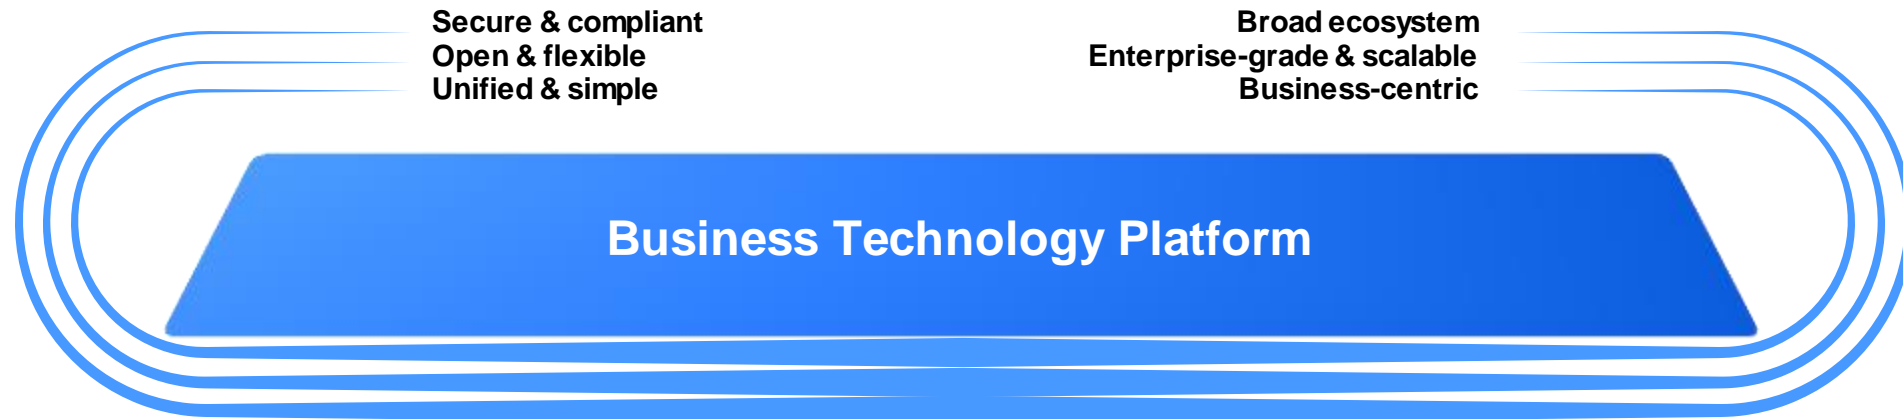 Secure & compliant
Open & flexible
Unified & simple
Broad ecosystem
Enterprise-grade & scalable
Business-centric
Business Technology Platform